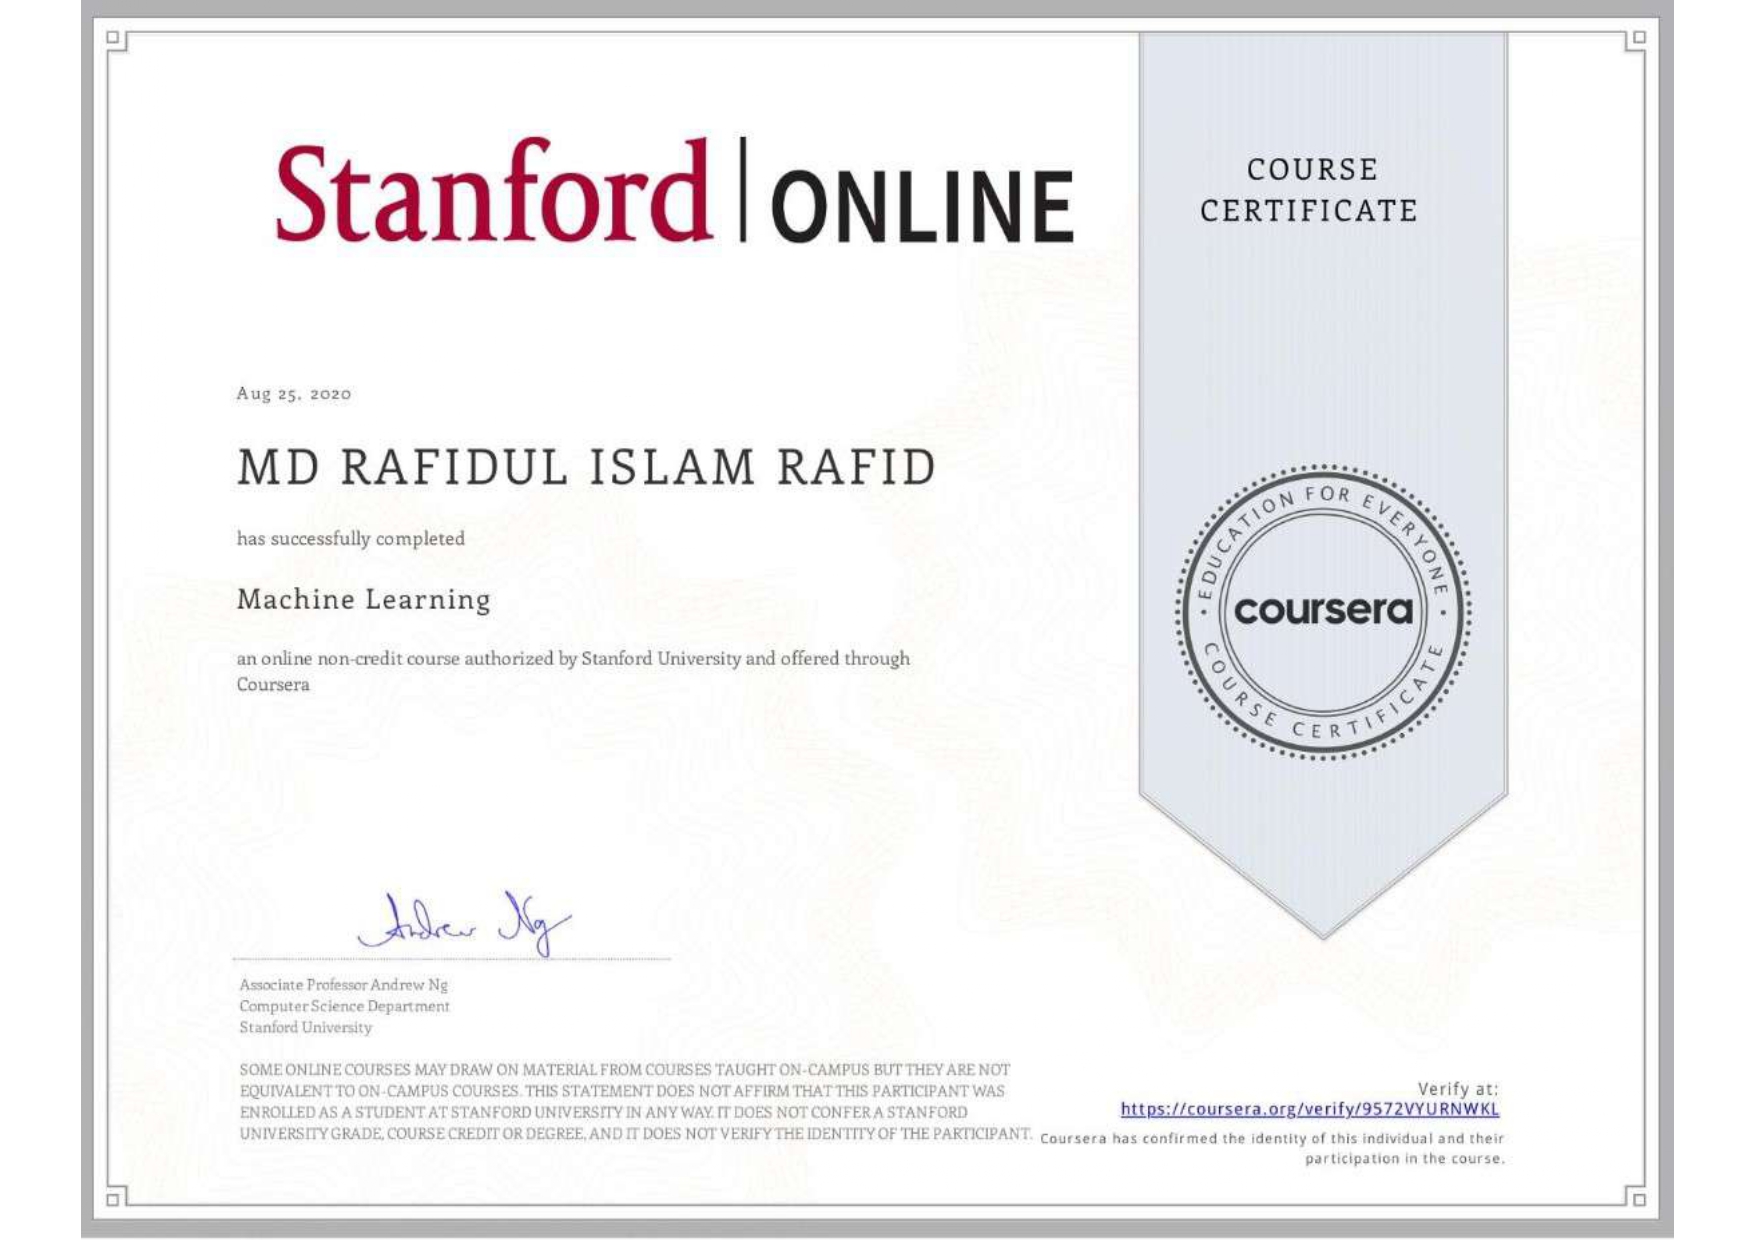 Stanford | ONLINE
COURSE
CERTIFICATE
Aug 25, 2020
MD RAFIDUL ISLAM RAFID
has successfully completed
Machine Learning
an online non-credit course authorized by Stanford University and offered through
Coursera
EDUCATION FOR EVERYONE
coursera
COURSE CERTIFICATE
Andrew Ng
Associate Professor Andrew Ng
Computer Science Department
Stanford University
SOME ONLINE COURSES MAY DRAW ON MATERIAL FROM COURSES TAUGHT ON-CAMPUS BUT THEY ARE NOT
EQUIVALENT TO ON-CAMPUS COURSES. THIS STATEMENT DOES NOT AFFIRM THAT THIS PARTICIPANT WAS
ENROLLED AS A STUDENT AT STANFORD UNIVERSITY IN ANY WAY. IT DOES NOT CONFER A STANFORD
UNIVERSITY GRADE, COURSE CREDIT OR DEGREE, AND IT DOES NOT VERIFY THE IDENTITY OF THE PARTICIPANT.
Verify at:
https://coursera.org/verify/9572VYURNWKL
Coursera has confirmed the identity of this individual and their
participation in the course.